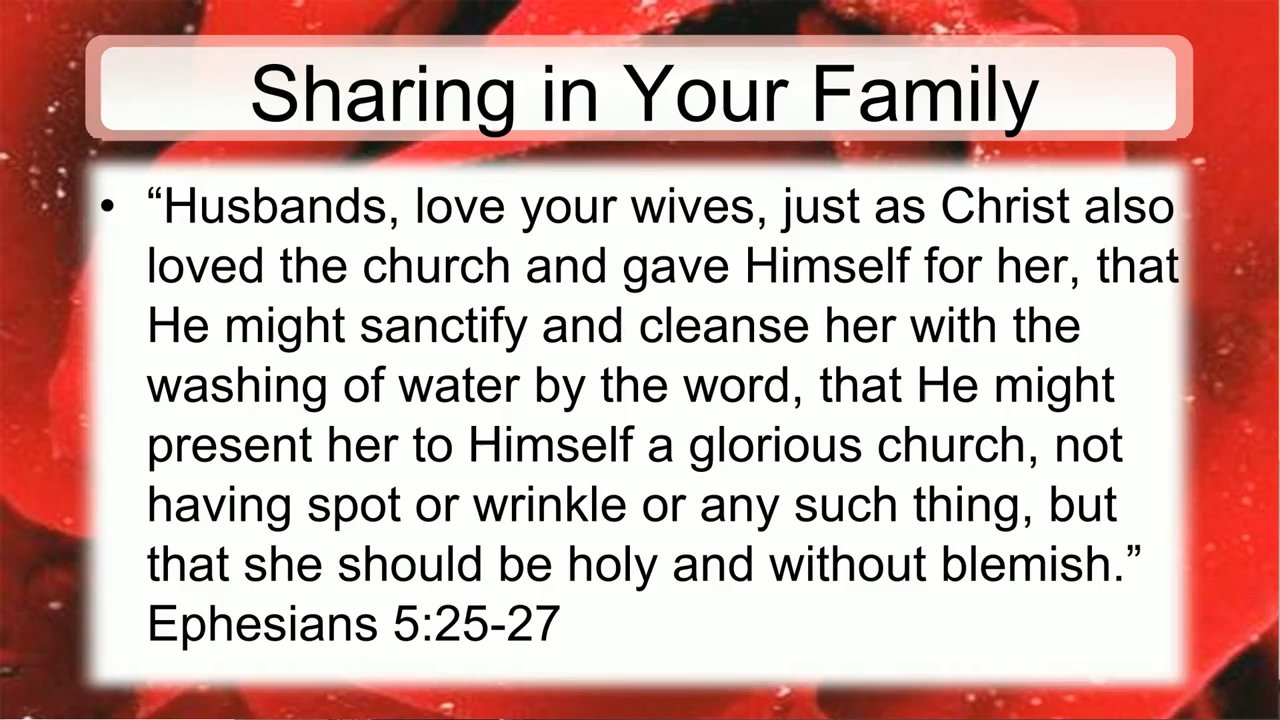 Sharing in Your Family
• “Husbands, love your wives, just as Christ also
loved the church and gave Himself for her, that
He might sanctify and cleanse her with the
washing of water by the word, that He might
present her to Himself a glorious church, not
having spot or wrinkle or any such thing, but
that she should be holy and without blemish.”
Ephesians 5:25-27